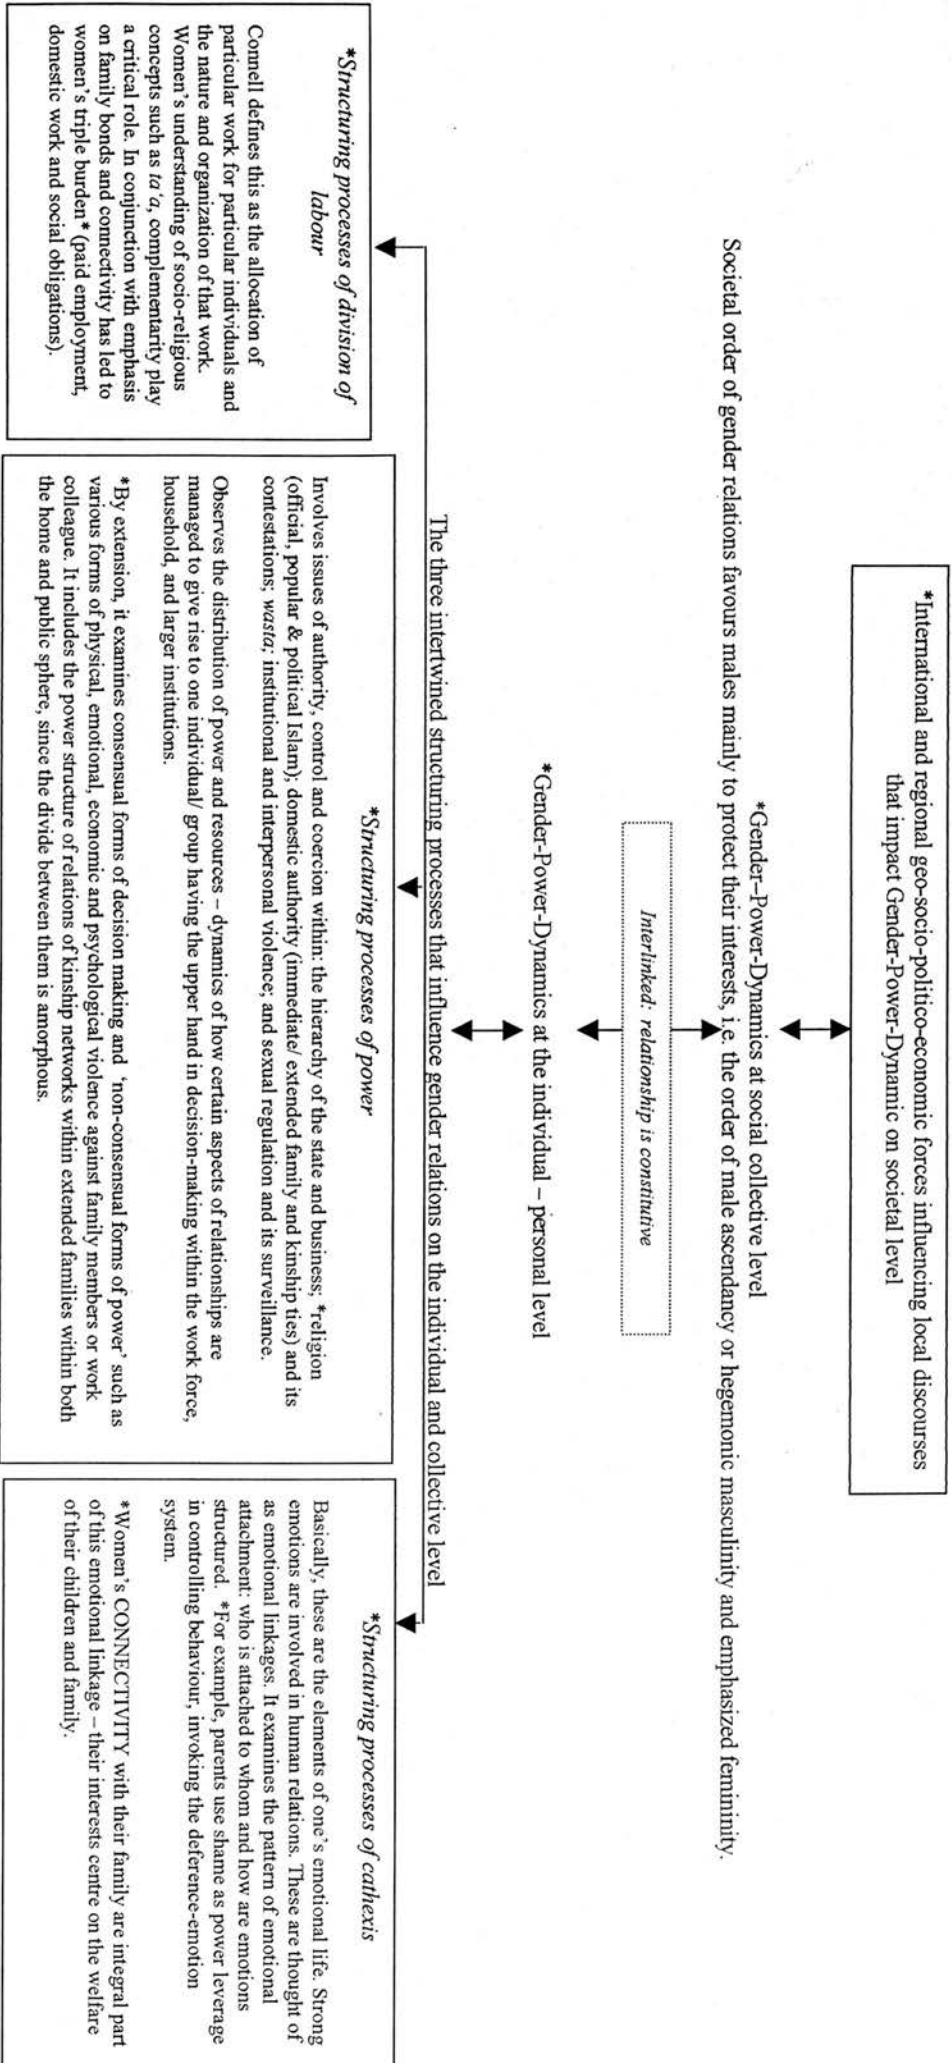 *International and regional geo-socio-politico-economic forces influencing local discourses
that impact Gender-Power-Dynamic on societal level
*Gender–Power-Dynamics at social collective level
Societal order of gender relations favours males mainly to protect their interests, i.e. the order of male ascendancy or hegemonic masculinity and emphasized femininity.
Interlinked: relationship is constitutive
*Gender-Power-Dynamics at the individual – personal level
The three intertwined structuring processes that influence gender relations on the individual and collective level
*Structuring processes of division of
labour
Connell defines this as the allocation of
particular work for particular individuals and
the nature and organization of that work.
Women's understanding of socio-religious
concepts such as ta‘a, complementarity play
a critical role. In conjunction with emphasis
on family bonds and connectivity has led to
women's triple burden* (paid employment,
domestic work and social obligations).
*Structuring processes of power
Involves issues of authority, control and coercion within: the hierarchy of the state and business; *religion
(official, popular & political Islam); domestic authority (immediate/ extended family and kinship ties) and its
contestations; wasta; institutional and interpersonal violence; and sexual regulation and its surveillance.
Observes the distribution of power and resources – dynamics of how certain aspects of relationships are
managed to give rise to one individual/ group having the upper hand in decision-making within the work force,
household, and larger institutions.
*By extension, it examines consensual forms of decision making and ‘non-consensual forms of power’ such as
various forms of physical, emotional, economic and psychological violence against family members or work
colleague. It includes the power structure of relations of kinship networks within extended families within both
the home and public sphere, since the divide between them is amorphous.
*Structuring processes of cathexis
Basically, these are the elements of one's emotional life. Strong
emotions are involved in human relations. These are thought of
as emotional linkages. It examines the pattern of emotional
attachment: who is attached to whom and how are emotions
structured. *For example, parents use shame as power leverage
in controlling behaviour, invoking the deference-emotion
system.
*Women's CONNECTIVITY with their family are integral part
of this emotional linkage – their interests centre on the welfare
of their children and family.